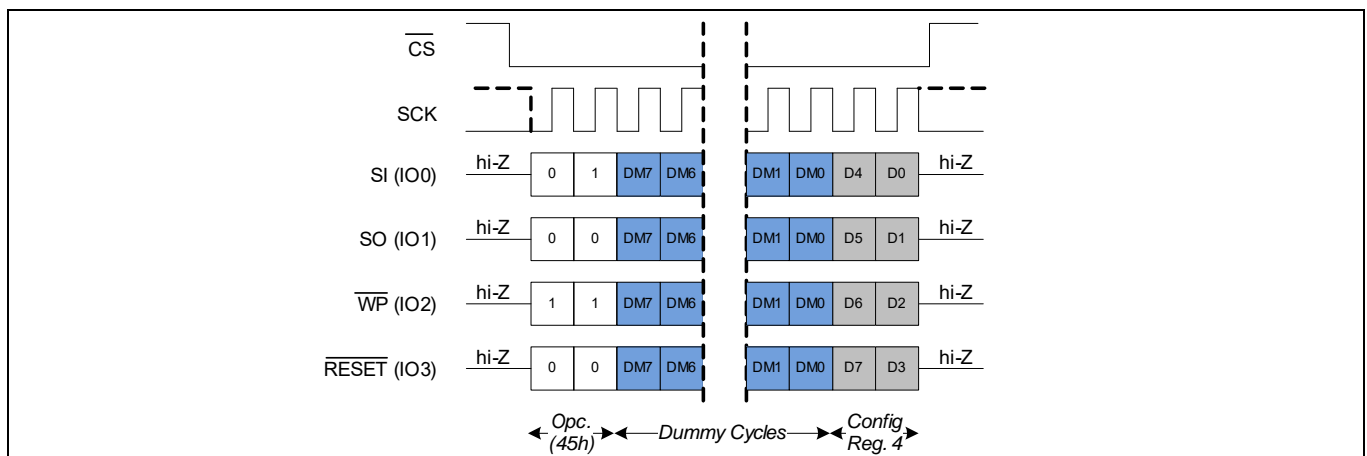 CS
SCK
SI (IO0) hi-Z 0 1 DM7 DM6 DM1 DM0 D4 D0 hi-Z
SO (IO1) hi-Z 0 0 DM7 DM6 DM1 DM0 D5 D1 hi-Z
WP (IO2) hi-Z 1 1 DM7 DM6 DM1 DM0 D6 D2 hi-Z
RESET (IO3) hi-Z 0 0 DM7 DM6 DM1 DM0 D7 D3 hi-Z
Opc. (45h)
Dummy Cycles
Config Reg. 4